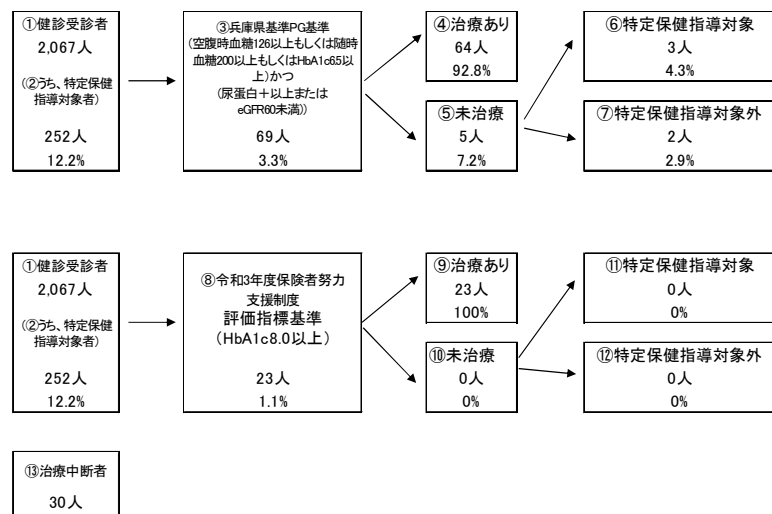 ①健診受診者
2,067人
(②うち、特定保健
指導対象者)
252人
12.2%
③兵庫県基準PG基準
(空腹時血糖126以上もしくは随時
血糖200以上もしくはHbA1c6.5以
上)かつ
(尿蛋白＋以上または
eGFR60未満))
69人
3.3%
④治療あり
64人
92.8%
⑤未治療
5人
7.2%
⑥特定保健指導対象
3人
4.3%
⑦特定保健指導対象外
2人
2.9%
①健診受診者
2,067人
(②うち、特定保健
指導対象者)
252人
12.2%
⑧令和3年度保険者努力
支援制度
評価指標基準
(HbA1c8.0以上)
23人
1.1%
⑨治療あり
23人
100%
⑩未治療
0人
0%
⑪特定保健指導対象
0人
0%
⑫特定保健指導対象外
0人
0%
⑬治療中断者
30人